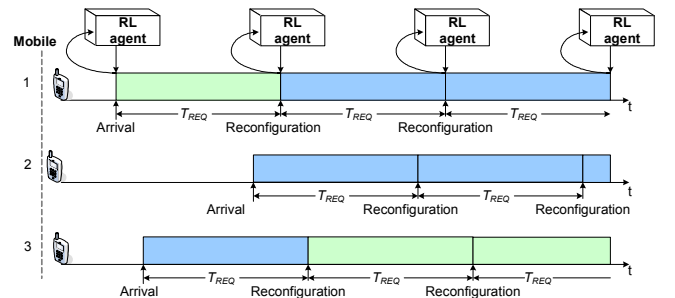 RL agent
RL agent
RL agent
RL agent
Mobile
1
T_REQ T_REQ T_REQ t
Arrival Reconfiguration Reconfiguration
2
T_REQ T_REQ t
Arrival Reconfiguration Reconfiguration
3
T_REQ T_REQ T_REQ t
Arrival Reconfiguration Reconfiguration